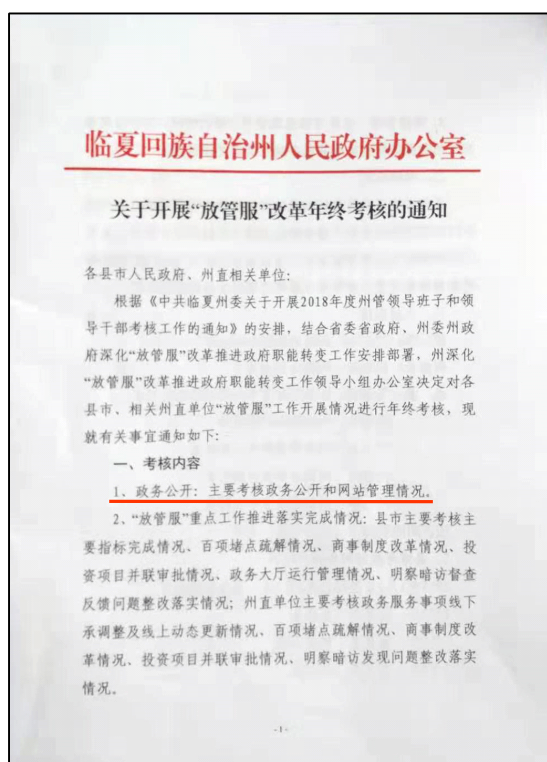 临夏回族自治州人民政府办公室
关于开展“放管服”改革年终考核的通知
各县市人民政府、州直相关单位:
根据《中共临夏州委关于开展2018年度州管领导班子和领
导干部考核工作的通知》的安排，结合省委省政府、州委州政
府深化“放管服”改革推进政府职能转变工作安排部署，州深化
“放管服”改革推进政府职能转变工作领导小组办公室决定对各
县市、相关州直单位“放管服”工作开展情况进行年终考核，现
就有关事宜通知如下:
一、考核内容
1、政务公开：主要考核政务公开和网站管理情况。
2、“放管服”重点工作推进落实完成情况：县市主要考核主
要指标完成情况、百项堵点疏解情况、商事制度改革情况、投
资项目并联审批情况、政务大厅运行管理情况、明察暗访督查
反馈问题整改落实情况；州直单位主要考核政务服务事项线下
承调整及线上动态更新情况、百项堵点疏解情况、商事制度改
革情况、投资项目并联审批情况、明察暗访发现问题整改落实
情况。
-1-